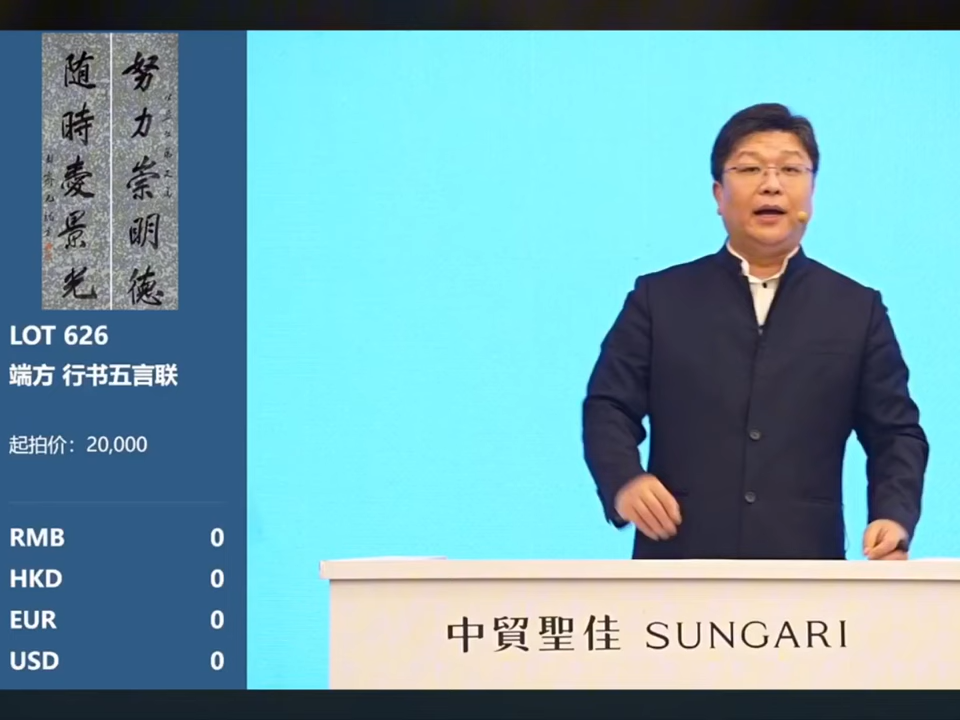 努力崇明德
随時愛景光
LOT 626
端方 行书五言联
起拍价：20,000
RMB 0
HKD 0
EUR 0
USD 0
中貿聖佳 SUNGARI